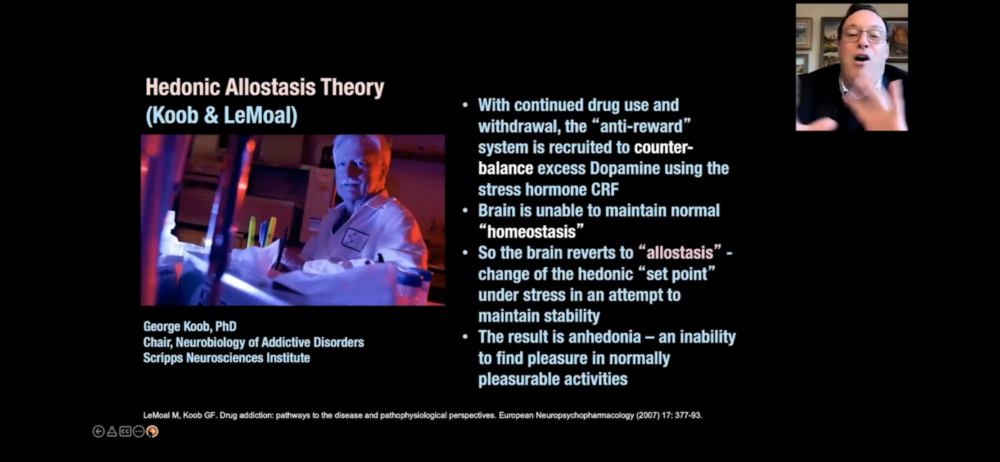 Hedonic Allostasis Theory
(Koob & LeMoal)
George Koob, PhD
Chair, Neurobiology of Addictive Disorders
Scripps Neurosciences Institute
• With continued drug use and
withdrawal, the “anti-reward”
system is recruited to counter-
balance excess Dopamine using the
stress hormone CRF
• Brain is unable to maintain normal
“homeostasis”
• So the brain reverts to “allostasis” -
change of the hedonic “set point”
under stress in an attempt to
maintain stability
• The result is anhedonia – an inability
to find pleasure in normally
pleasurable activities
LeMoal M, Koob GF. Drug addiction: pathways to the disease and pathophysiological perspectives. European Neuropsychopharmacology (2007) 17: 377-93.
CC